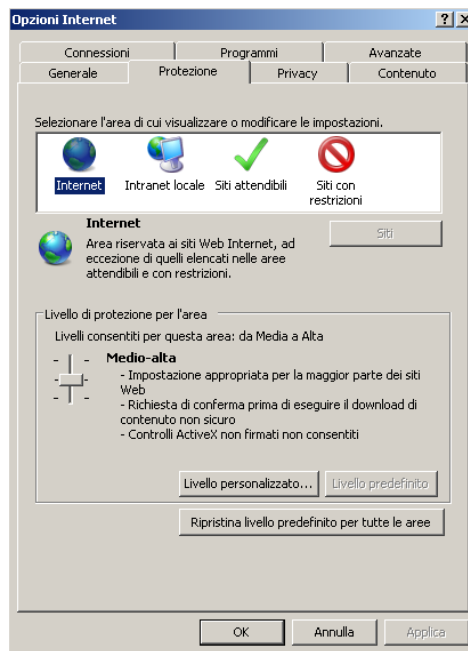 Opzioni Internet
Connessioni Programmi Avanzate
Generale Protezione Privacy Contenuto
Selezionare l'area di cui visualizzare o modificare le impostazioni.
Internet Intranet locale Siti attendibili Siti con
restrizioni
Internet
Siti
Area riservata ai siti Web Internet, ad
eccezione di quelli elencati nelle aree
attendibili e con restrizioni.
Livello di protezione per l'area
Livelli consentiti per questa area: da Media a Alta
Medio-alta
- Impostazione appropriata per la maggior parte dei siti
Web
- Richiesta di conferma prima di eseguire il download di
contenuto non sicuro
- Controlli ActiveX non firmati non consentiti
Livello personalizzato... Livello predefinito
Ripristina livello predefinito per tutte le aree
OK Annulla Applica